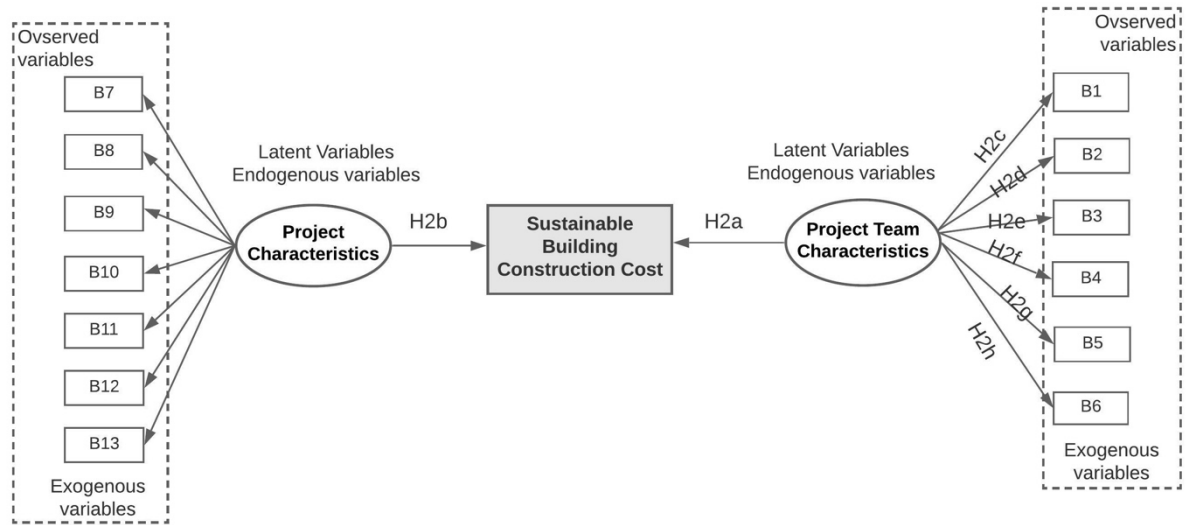 Ovserved
variables
B7
B8
B9
B10
B11
B12
B13
Exogenous
variables
Latent Variables
Endogenous variables
Project
Characteristics
H2b
Sustainable
Building
Construction Cost
H2a
Latent Variables
Endogenous variables
Project Team
Characteristics
H2c
H2d
H2e
H2f
H2g
H2h
Ovserved
variables
B1
B2
B3
B4
B5
B6
Exogenous
variables